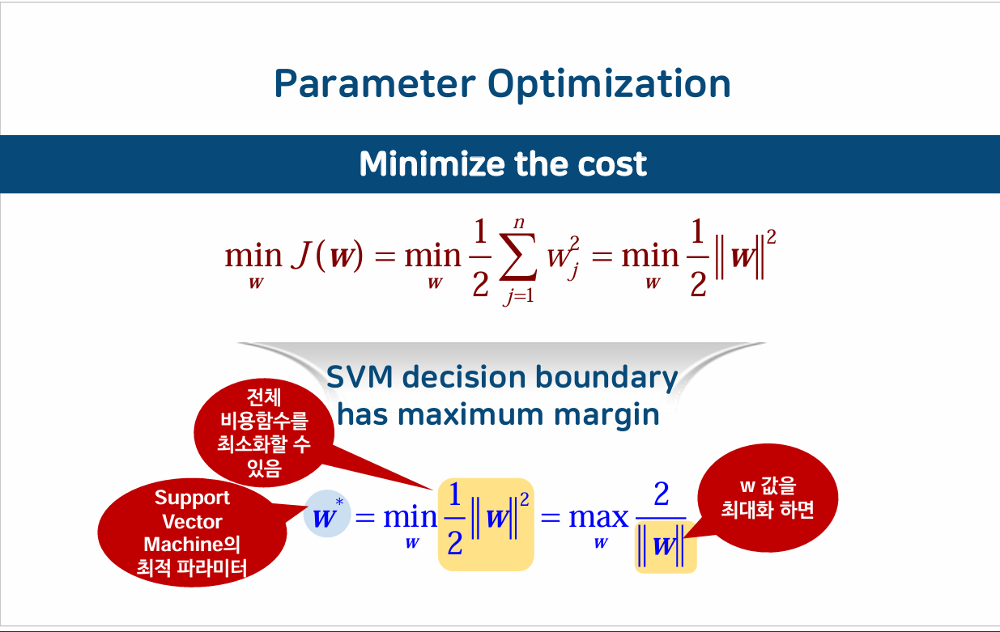 Parameter Optimization
Minimize the cost
$\min_{\boldsymbol{w}} J(\boldsymbol{w}) = \min_{\boldsymbol{w}} \frac{1}{2} \sum_{j=1}^{n} w_j^2 = \min_{\boldsymbol{w}} \frac{1}{2} \|\boldsymbol{w}\|^2$
SVM decision boundary
has maximum margin
전체
비용함수를
최소화할 수
있음
Support
Vector
Machine의
최적 파라미터
$\boldsymbol{w}^* = \min_{\boldsymbol{w}} \frac{1}{2} \|\boldsymbol{w}\|^2 = \max_{\boldsymbol{w}} \frac{2}{\|\boldsymbol{w}\|}$
w 값을
최대화 하면